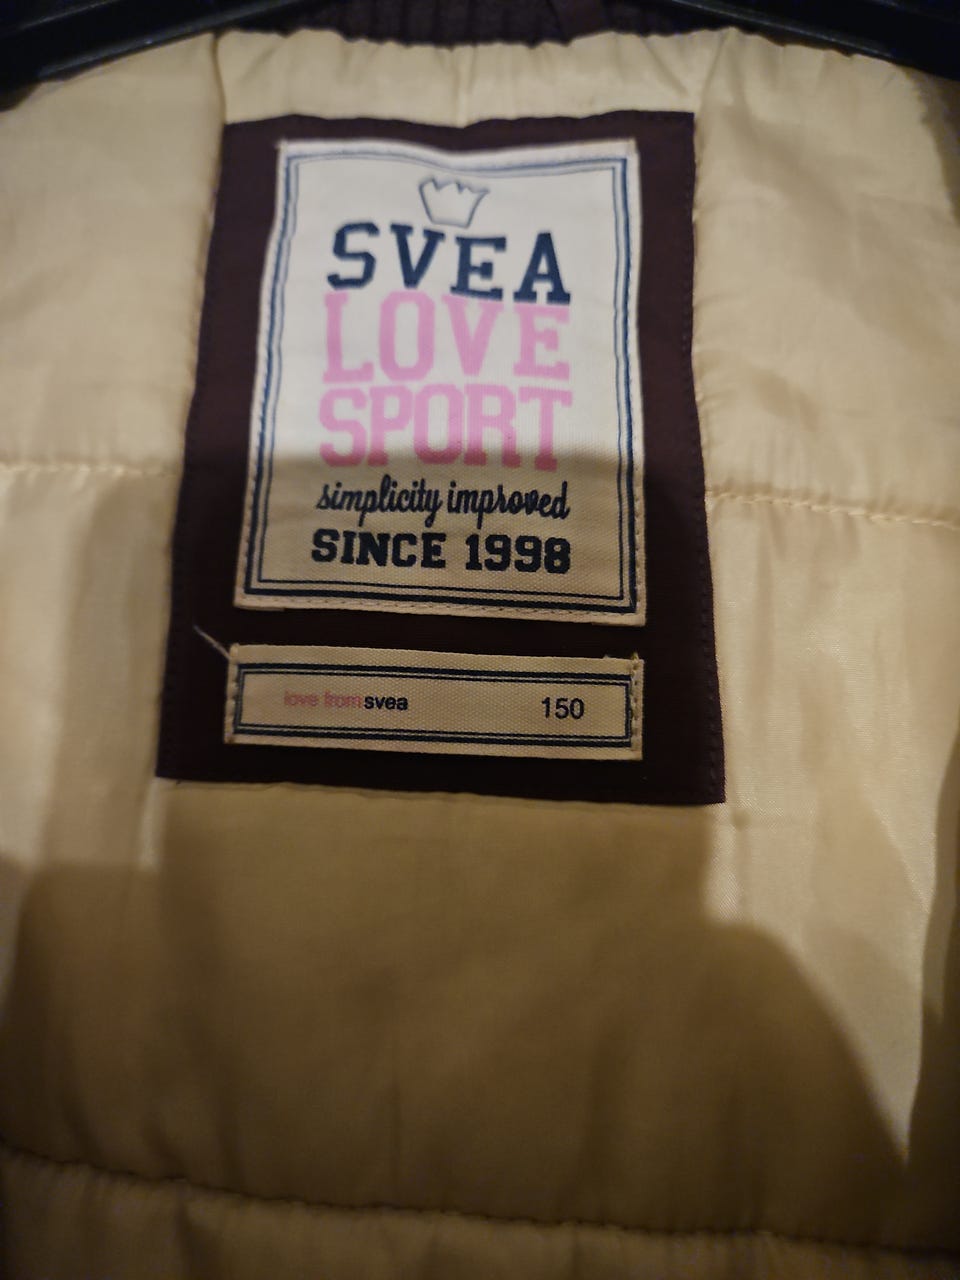 SVEA
LOVE
SPORT
simplicity improved
SINCE 1998
love from svea 150